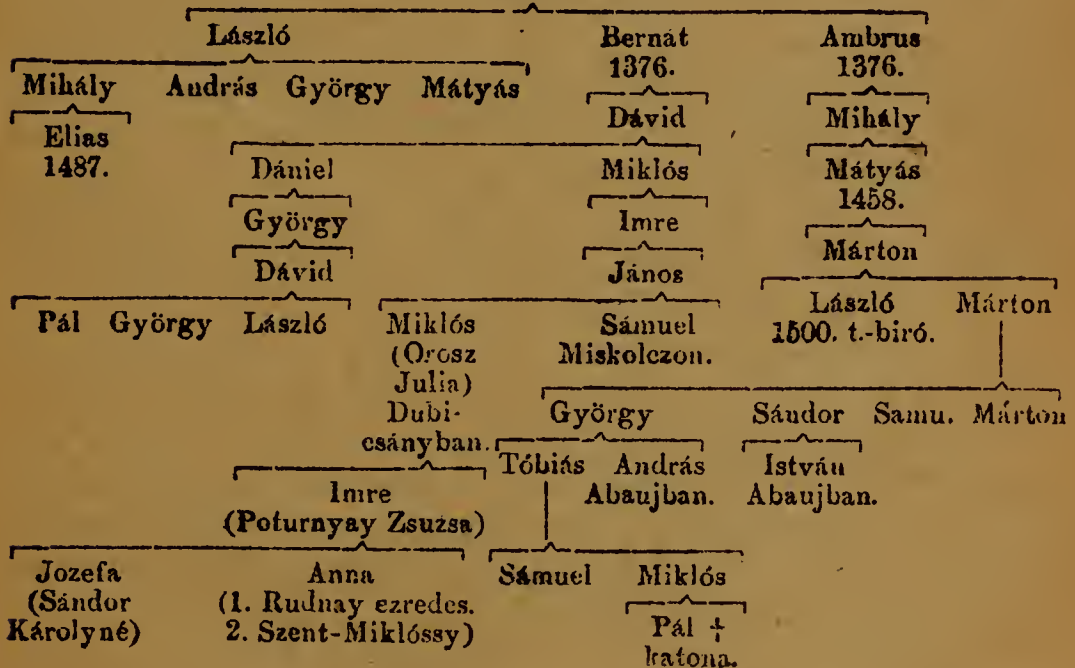 László Bernát Ambrus
1376. 1376.
Mihály András György Mátyás
Dávid Mihály
Elias
1487. Dániel Miklós Mátyás
1458.
György Imre
Márton
Dávid János
László Márton
Pál György László Miklós Sámuel 1500. t.-biró.
(Orosz Miskolczon.
Julia)
Dubi- György Sándor Samu. Márton
csányban.
Tóbiás András István
Imre Abaujban. Abaujban.
(Poturnyay Zsuzsa)
Jozefa Anna Sámuel Miklós
(Sándor (1. Rudnay ezredes.
Károlyné) 2. Szent-Miklóssy) Pál †
katona.